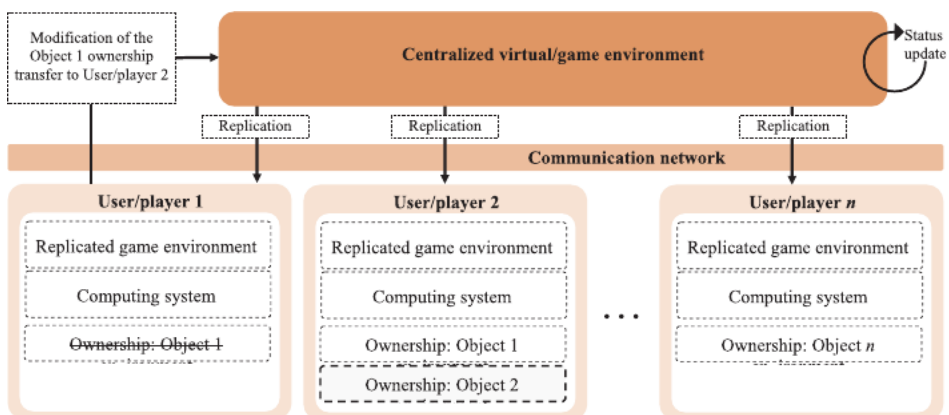 Modification of the
Object 1 ownership
transfer to User/player 2
Centralized virtual/game environment
Status
update
Replication
Replication
Replication
Communication network
User/player 1
User/player 2
User/player n
Replicated game environment
Replicated game environment
Replicated game environment
Computing system
Computing system
Computing system
...
Ownership: Object 1
Ownership: Object 1
Ownership: Object n
Ownership: Object 2